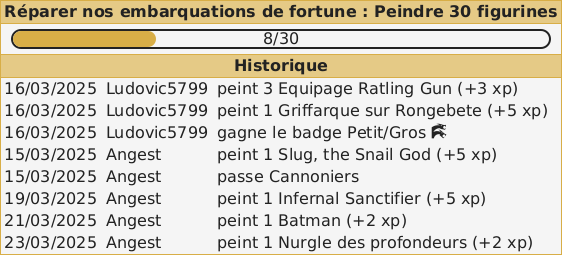 Réparer nos embarquations de fortune : Peindre 30 figurines
8/30
Historique
16/03/2025 Ludovic5799 peint 3 Equipage Ratling Gun (+3 xp)
16/03/2025 Ludovic5799 peint 1 Griffarque sur Rongebete (+5 xp)
16/03/2025 Ludovic5799 gagne le badge Petit/Gros
15/03/2025 Angest peint 1 Slug, the Snail God (+5 xp)
15/03/2025 Angest passe Cannoniers
19/03/2025 Angest peint 1 Infernal Sanctifier (+5 xp)
21/03/2025 Angest peint 1 Batman (+2 xp)
23/03/2025 Angest peint 1 Nurgle des profondeurs (+2 xp)